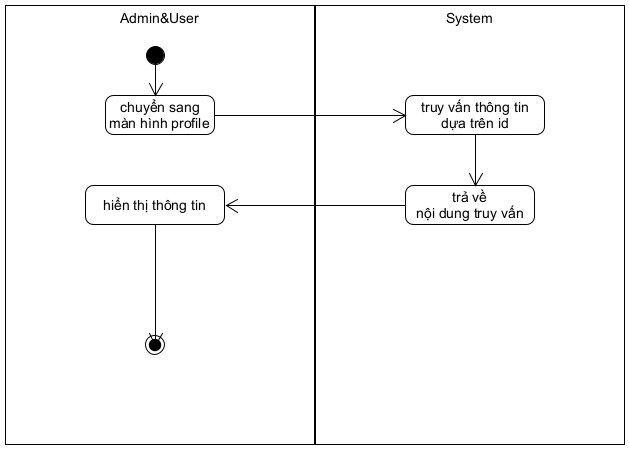 Admin&User
System
chuyển sang
màn hình profile
truy vấn thông tin
dựa trên id
hiển thị thông tin
trả về
nội dung truy vấn